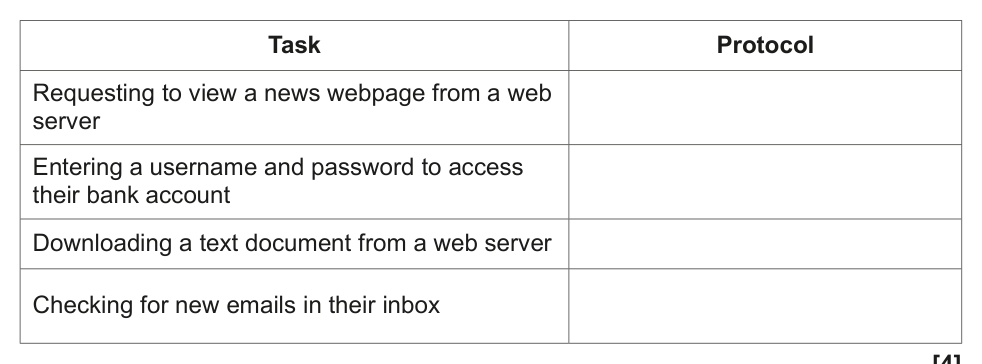 Task Protocol
Requesting to view a news webpage from a web
server
Entering a username and password to access
their bank account
Downloading a text document from a web server
Checking for new emails in their inbox
[4]